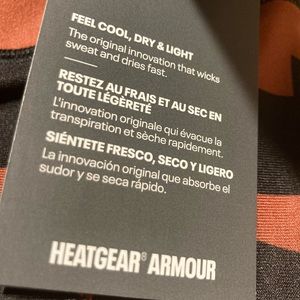 FEEL COOL, DRY & LIGHT
The original innovation that wicks
sweat and dries fast.
RESTEZ AU FRAIS ET AU SEC EN
TOUTE LÉGÈRETÉ
L'innovation originale qui évacue la
transpiration et sèche rapidement.
SIÉNTETE FRESCO, SECO Y LIGERO
La innovación original que absorbe el
sudor y se seca rápido.
HEATGEAR® ARMOUR